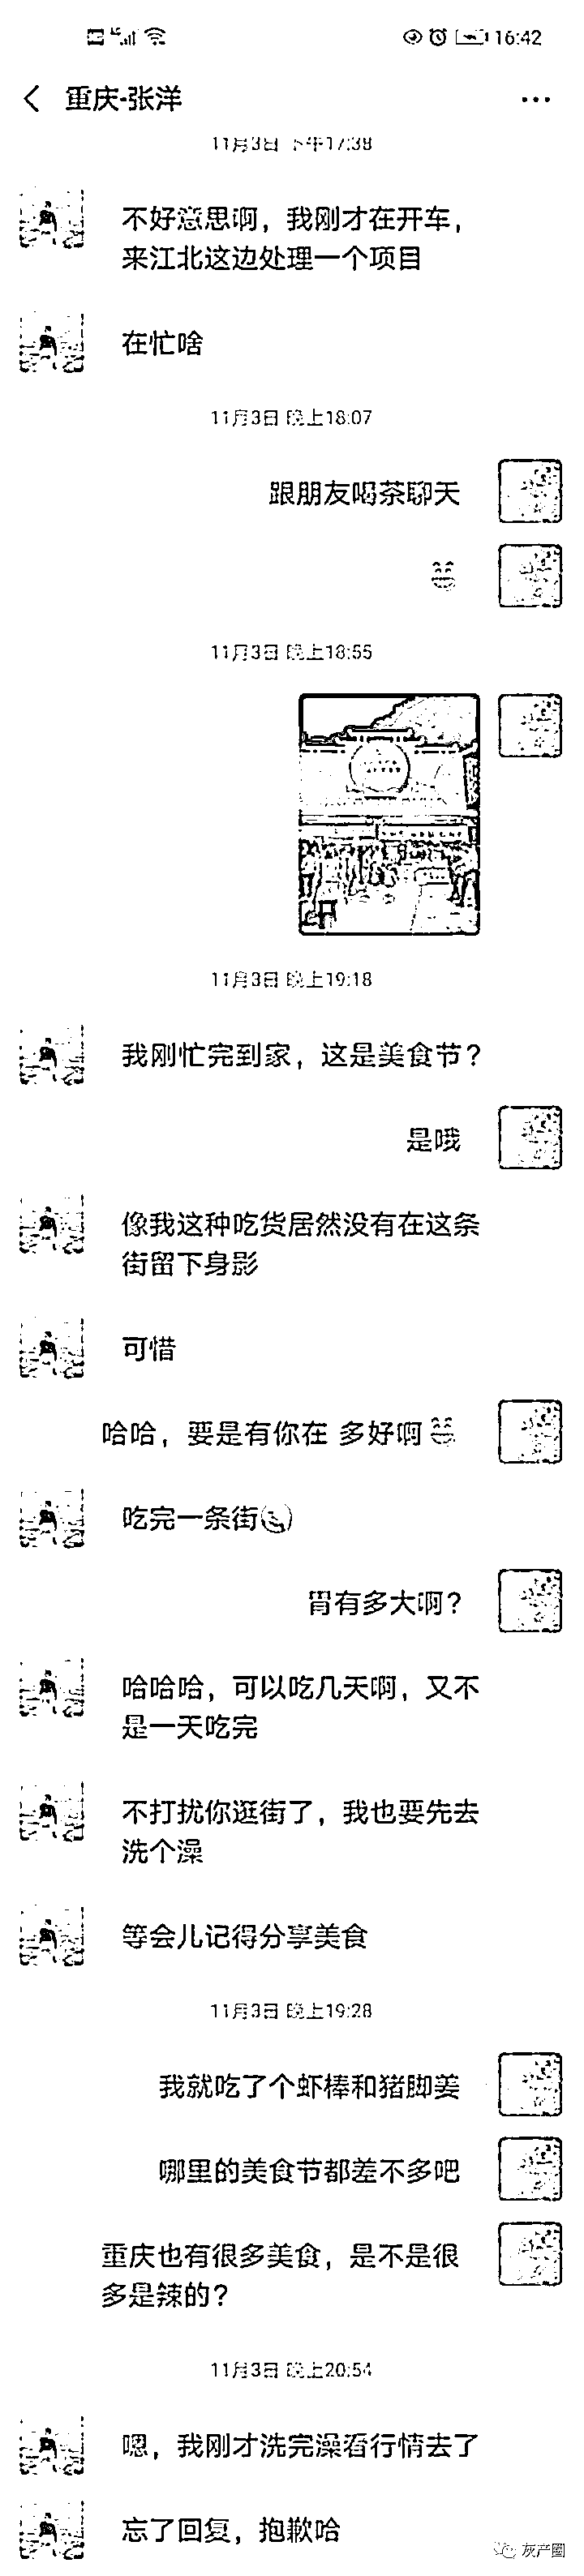 16:42
重庆-张洋
11月3日 下午17:38
不好意思啊，我刚才在开车，
来江北这边处理一个项目
在忙啥
11月3日 晚上18:07
跟朋友喝茶聊天
11月3日 晚上18:55
11月3日 晚上19:18
我刚忙完到家，这是美食节？
是哦
像我这种吃货居然没有在这条
街留下身影
可惜
哈哈，要是有你在 多好啊
吃完一条街
胃有多大啊？
哈哈哈，可以吃几天啊，又不
是一天吃完
不打扰你逛街了，我也要先去
洗个澡
等会儿记得分享美食
11月3日 晚上19:28
我就吃了个虾棒和猪脚姜
哪里的美食节都差不多吧
重庆也有很多美食，是不是很
多是辣的？
11月3日 晚上20:54
嗯，我刚才洗完澡看行情去了
忘了回复，抱歉哈
灰产圈